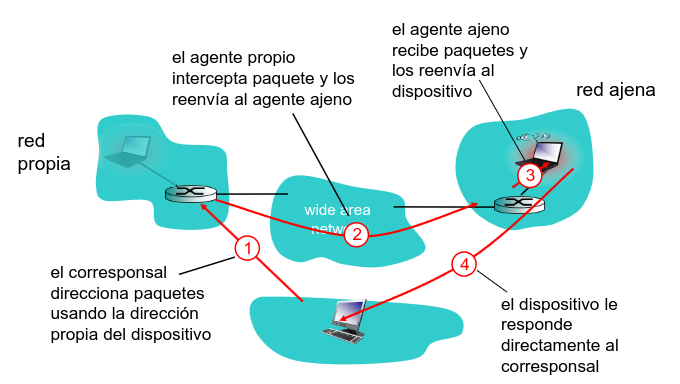 el agente ajeno
recibe paquetes y
los reenvía al
dispositivo
el agente propio
intercepta paquete y los
reenvía al agente ajeno
red ajena
red
propia
wide area
netw
1
2
3
4
el corresponsal
direcciona paquetes
usando la dirección
propia del dispositivo
el dispositivo le
responde
directamente al
corresponsal